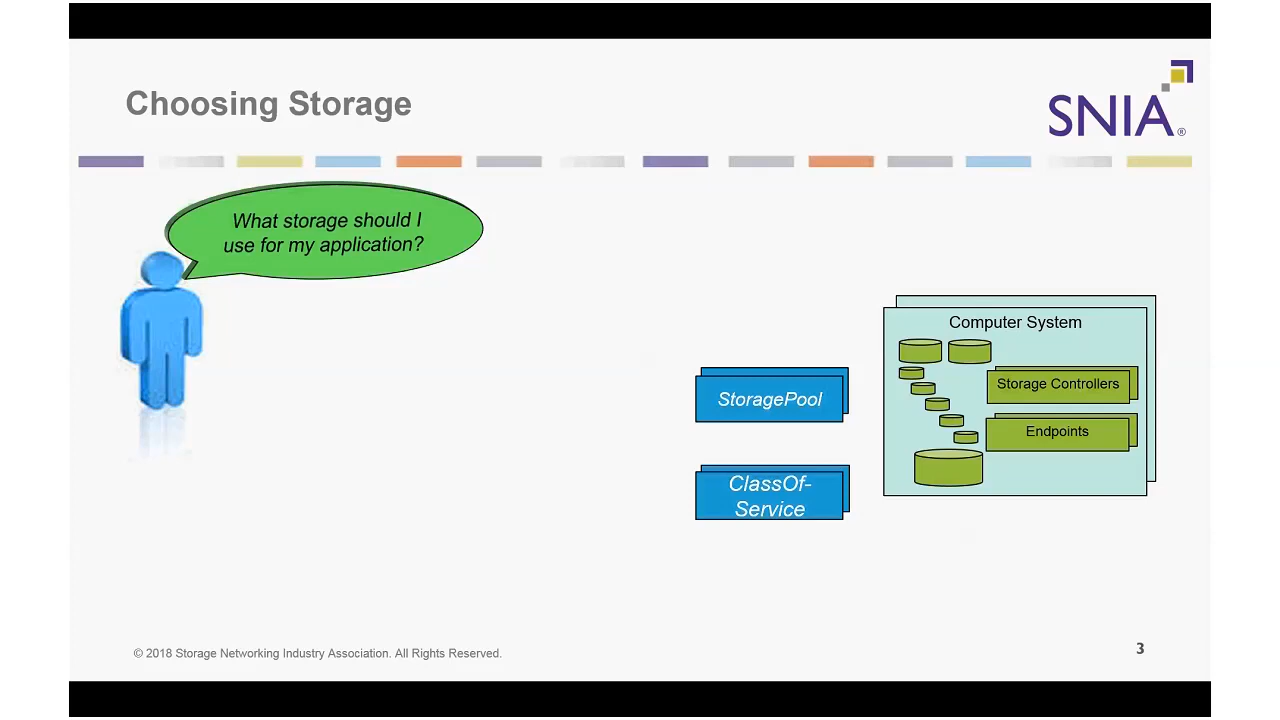 Choosing Storage
SNIA®
What storage should I
use for my application?
Computer System
Storage Controllers
StoragePool
Endpoints
ClassOf-
Service
© 2018 Storage Networking Industry Association. All Rights Reserved.
3